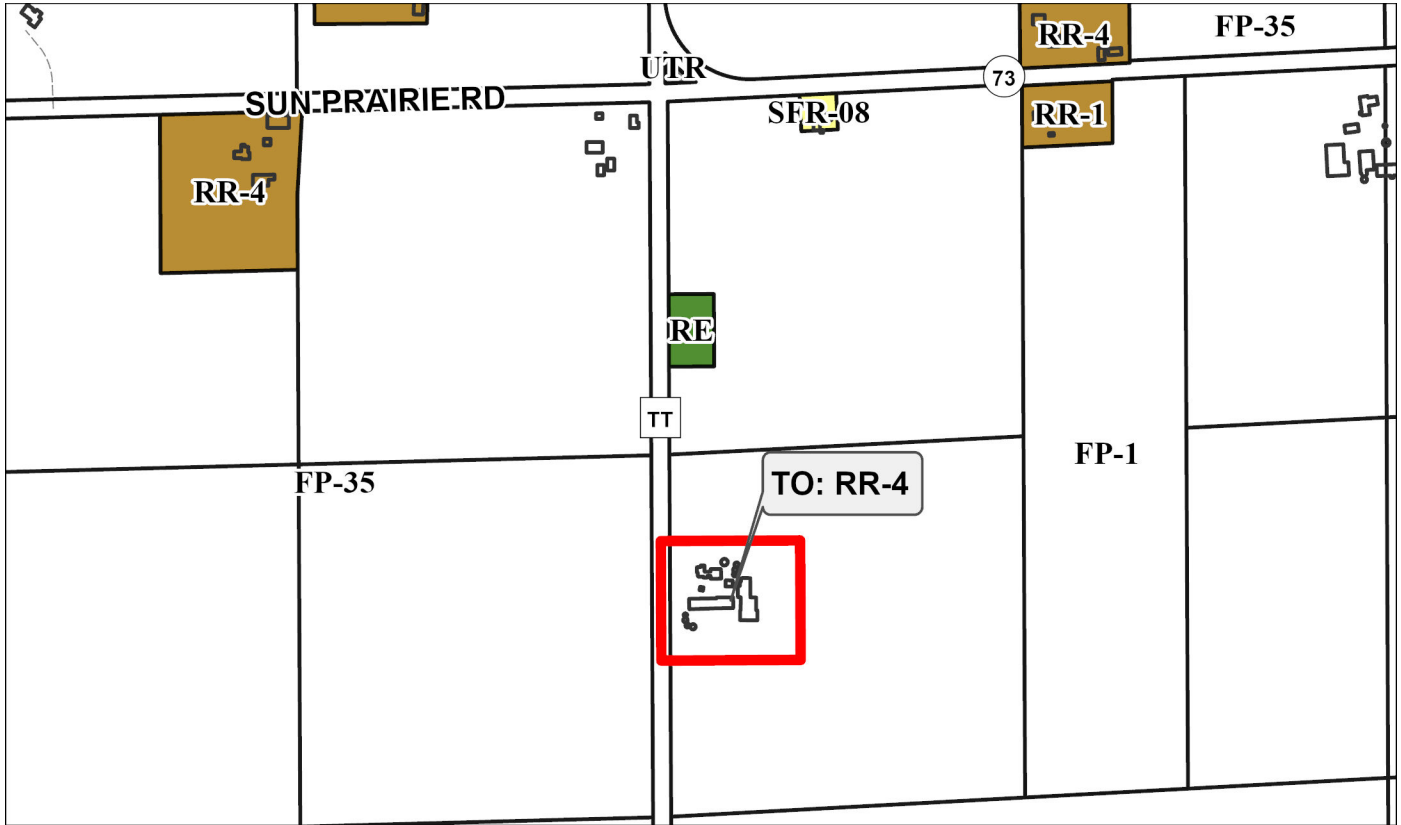 RR-4
FP-35
UTR
73
SUN PRAIRIE RD
SFR-08
RR-1
RR-4
RE
TT
FP-1
FP-35
TO: RR-4